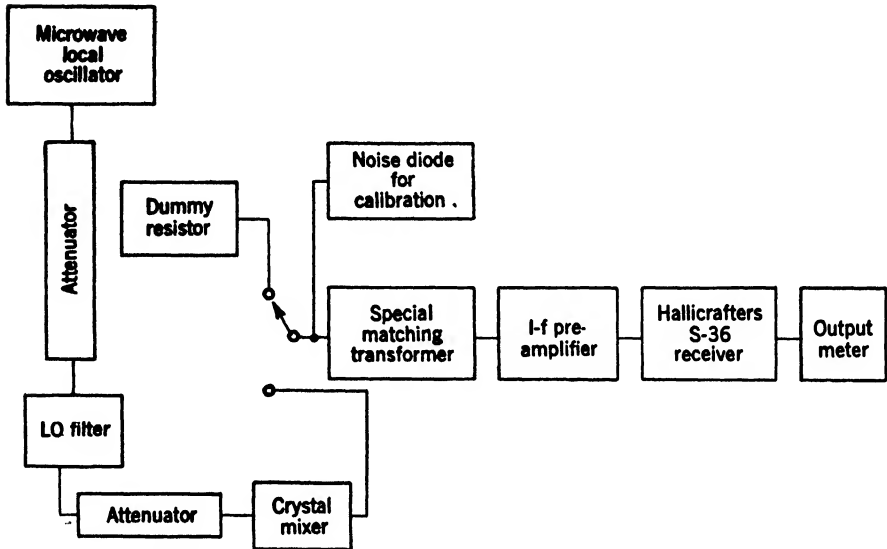 Microwave
local
oscillator
Attenuator
Noise diode
for
calibration .
Dummy
resistor
Special
matching
transformer
I-f pre-
amplifier
Hallicrafters
S-36
receiver
Output
meter
LO filter
Attenuator
Crystal
mixer